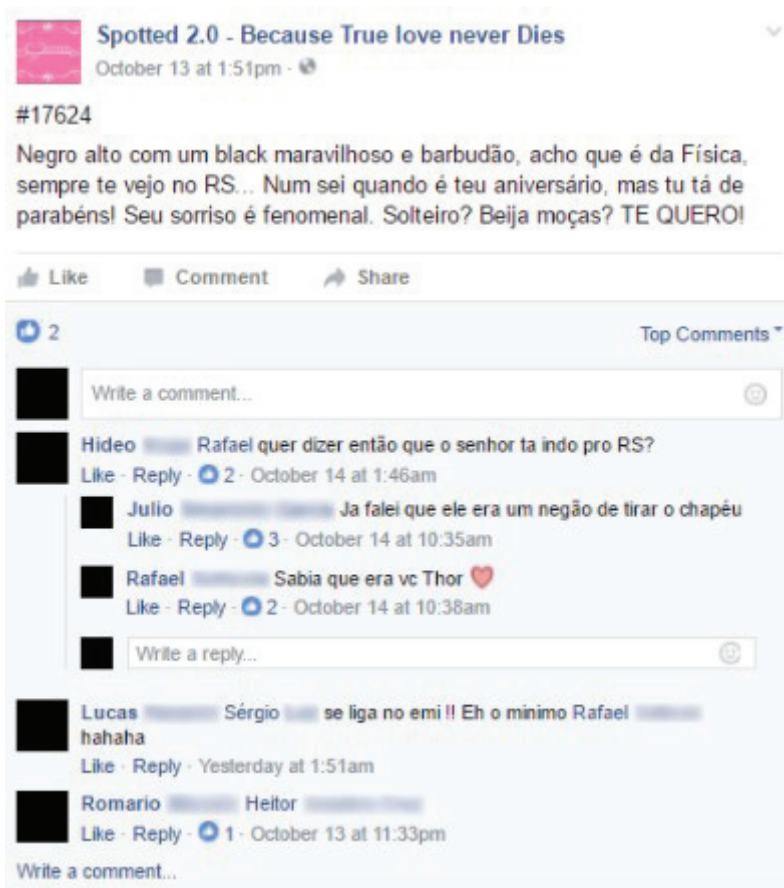 Spotted 2.0 - Because True love never Dies
October 13 at 1:51pm ·
#17624
Negro alto com um black maravilhoso e barbudão, acho que é da Física,
sempre te vejo no RS... Num sei quando é teu aniversário, mas tu tá de
parabéns! Seu sorriso é fenomenal. Solteiro? Beija moças? TE QUERO!
Like Comment Share
2 Top Comments
Write a comment...
Hideo Rafael quer dizer então que o senhor ta indo pro RS?
Like · Reply · 2 · October 14 at 1:46am
Julio Ja falei que ele era um negão de tirar o chapéu
Like · Reply · 3 · October 14 at 10:35am
Rafael Sabia que era vc Thor
Like · Reply · 2 · October 14 at 10:38am
Write a reply...
Lucas Sérgio se liga no emi !! Eh o minimo Rafael
hahaha
Like · Reply · Yesterday at 1:51am
Romario Heitor
Like · Reply · 1 · October 13 at 11:33pm
Write a comment...